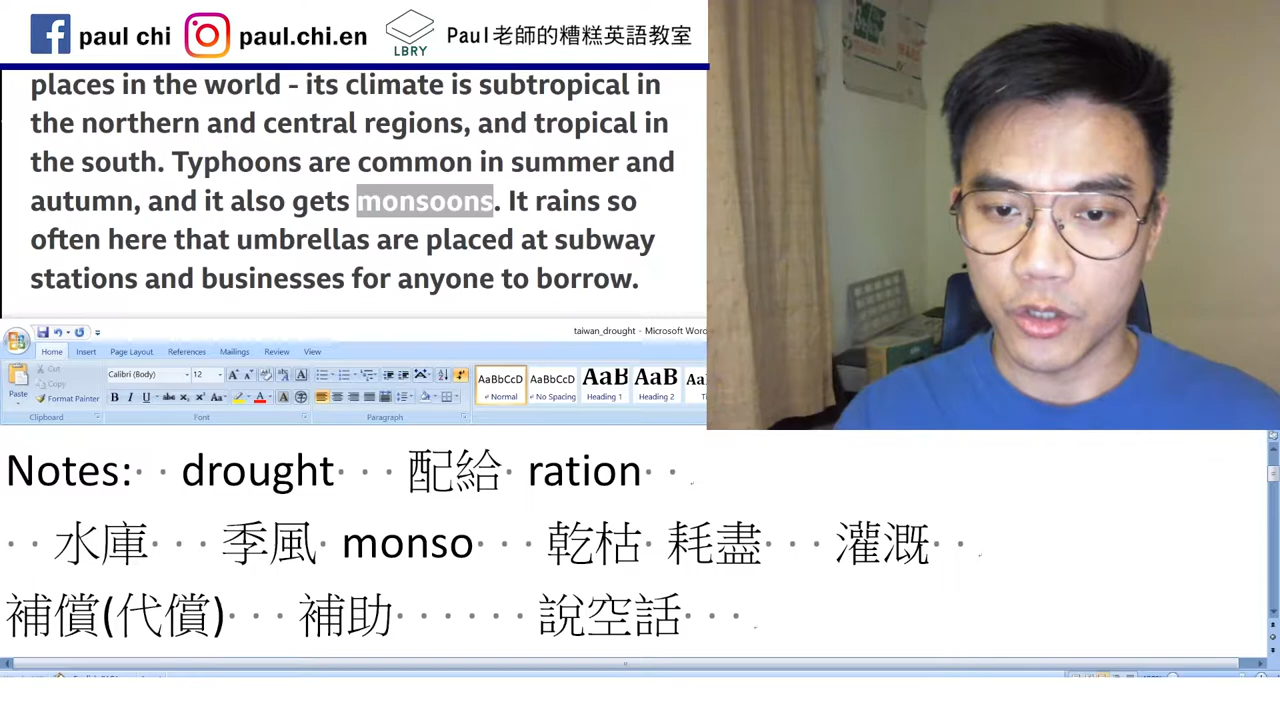 paul chi paul.chi.en LBRY Paul老師的糟糕英語教室
places in the world - its climate is subtropical in
the northern and central regions, and tropical in
the south. Typhoons are common in summer and
autumn, and it also gets monsoons. It rains so
often here that umbrellas are placed at subway
stations and businesses for anyone to borrow.
taiwan_drought - Microsoft Word
Home Insert Page Layout References Mailings Review View
Cut
Copy
Paste Format Painter
Calibri (Body) 12
AaBbCcD AaBbCcD AaBb AaBbC
Normal No Spacing Heading 1 Heading 2
Clipboard Font Paragraph
Notes: drought 配給 ration
水庫 季風 monso 乾枯 耗盡 灌溉
補償(代償) 補助 說空話